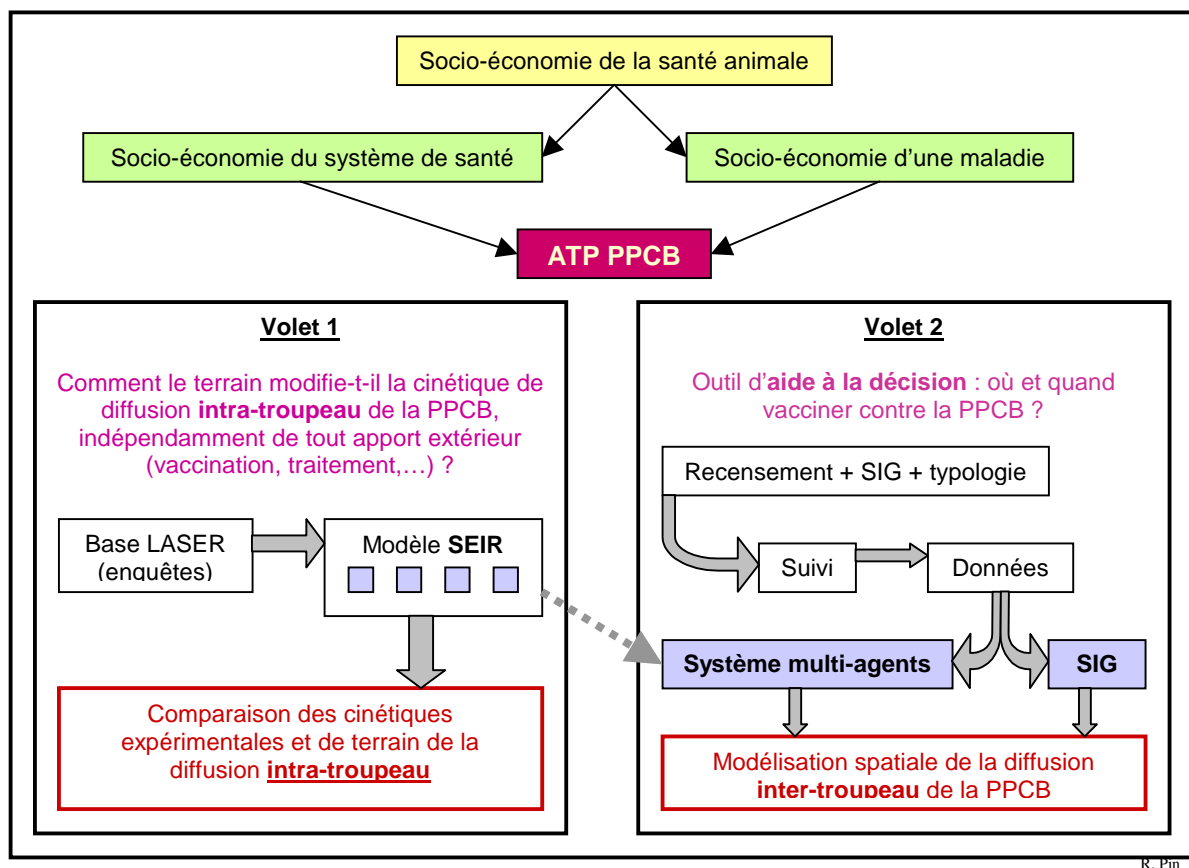 Socio-économie de la santé animale
Socio-économie du système de santé
Socio-économie d'une maladie
ATP PPCB
Volet 1
Comment le terrain modifie-t-il la cinétique de
diffusion intra-troupeau de la PPCB,
indépendamment de tout apport extérieur
(vaccination, traitement,…) ?
Base LASER
(enquêtes)
Modèle SEIR
Comparaison des cinétiques
expérimentales et de terrain de la
diffusion intra-troupeau
Volet 2
Outil d'aide à la décision : où et quand
vacciner contre la PPCB ?
Recensement + SIG + typologie
Suivi
Données
Système multi-agents
SIG
Modélisation spatiale de la diffusion
inter-troupeau de la PPCB
R. Pin